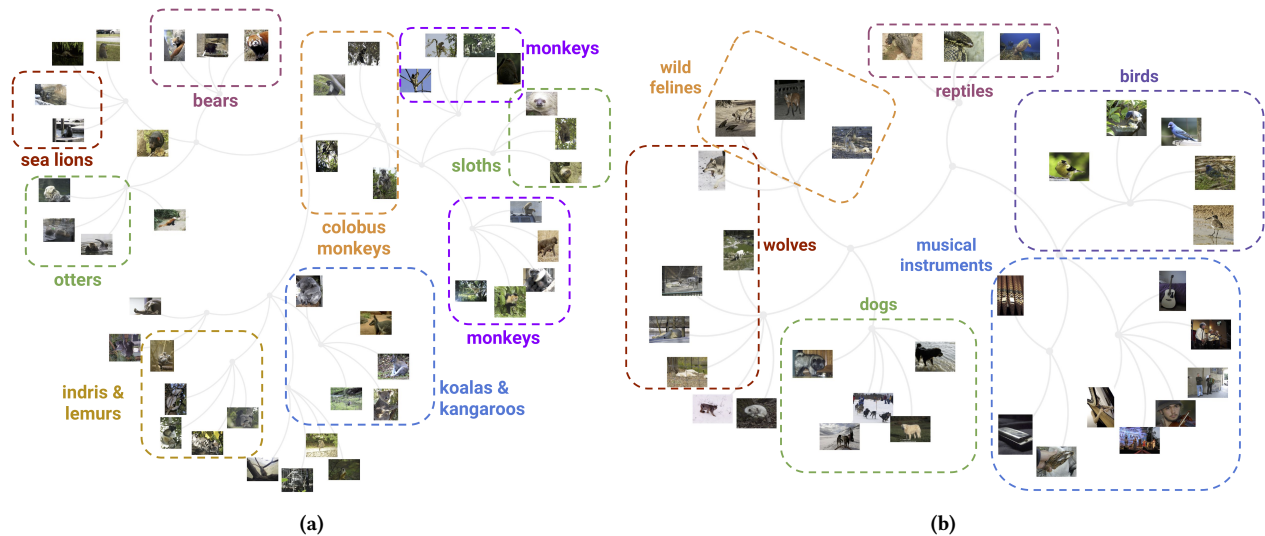 bears
monkeys
sea lions
sloths
colobus
monkeys
otters
monkeys
indris &
lemurs
koalas &
kangaroos
(a)
wild
felines
reptiles
birds
wolves
musical
instruments
dogs
(b)